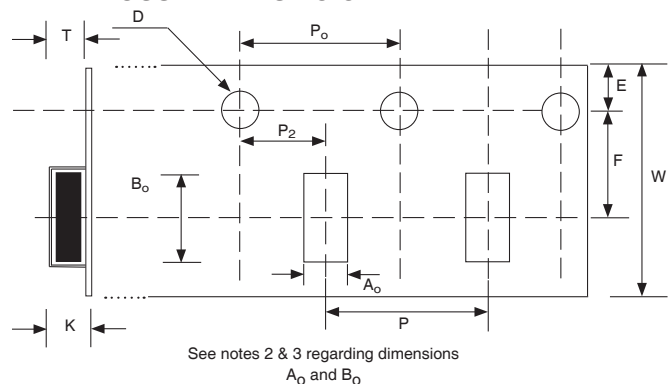 T
D
Pₒ
E
P₂
F
W
Bₒ
Aₒ
K
P
See notes 2 & 3 regarding dimensions
Aₒ and Bₒ